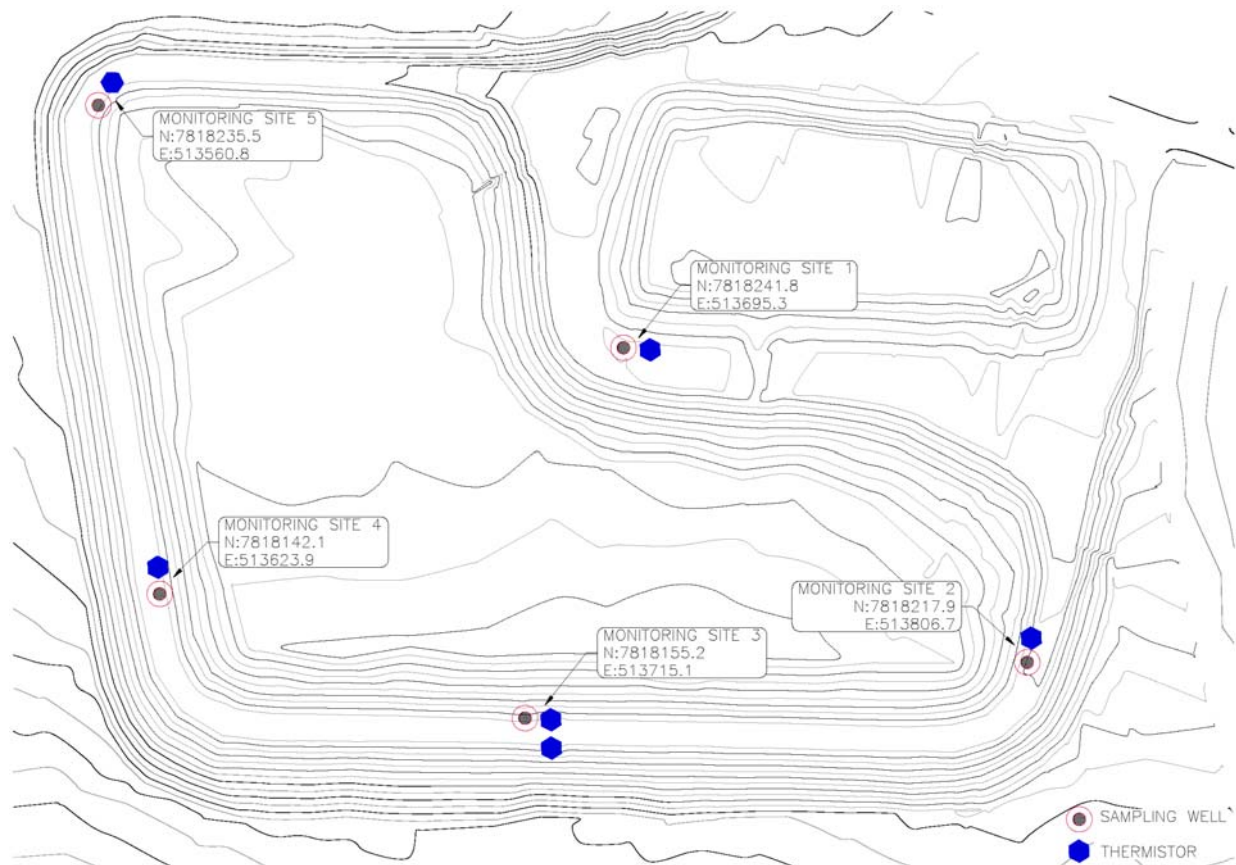 MONITORING SITE 5
N:7818235.5
E:513560.8
MONITORING SITE 1
N:7818241.8
E:513695.3
MONITORING SITE 4
N:7818142.1
E:513623.9
MONITORING SITE 2
N:7818217.9
E:513806.7
MONITORING SITE 3
N:7818155.2
E:513715.1
SAMPLING WELL
THERMISTOR